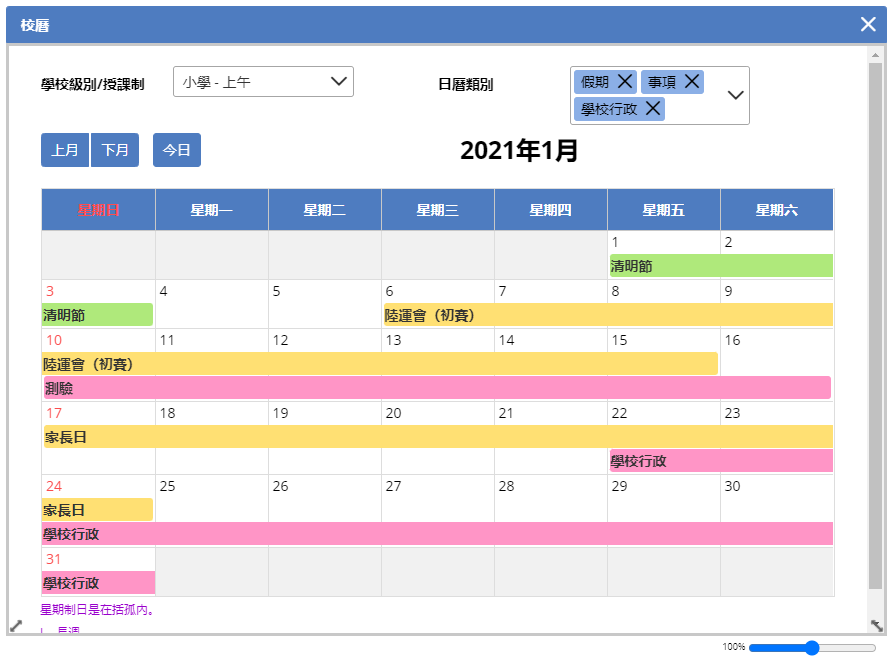 校曆
學校級別/授課制 小學 - 上午 日曆類別 假期 事項
學校行政
上月 下月 今日 2021年1月
星期日 星期一 星期二 星期三 星期四 星期五 星期六
1 2
清明節
3 4 5 6 7 8 9
清明節 陸運會（初賽）
10 11 12 13 14 15 16
陸運會（初賽）
測驗
17 18 19 20 21 22 23
家長日
學校行政
24 25 26 27 28 29 30
家長日
學校行政
31
學校行政
星期制日是在括孤內。
100%